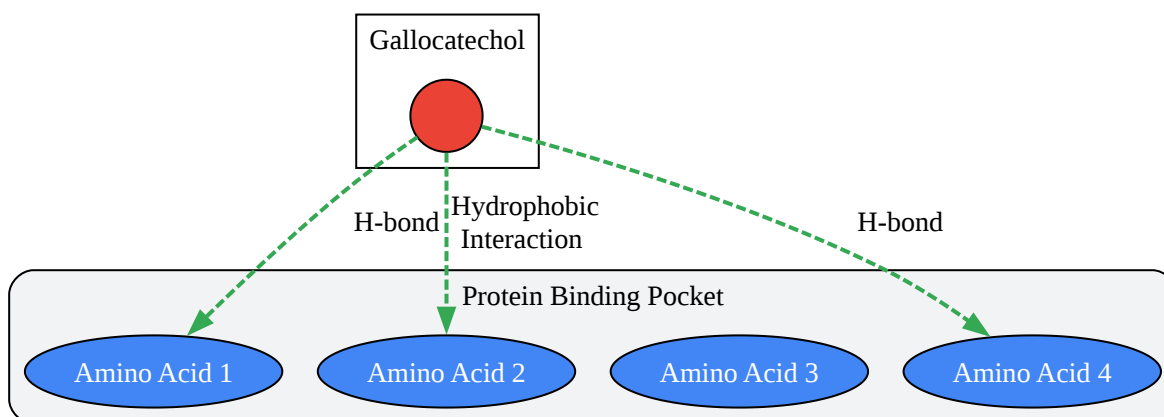 Gallocatechol
H-bond
Hydrophobic
Interaction
H-bond
Protein Binding Pocket
Amino Acid 1
Amino Acid 2
Amino Acid 3
Amino Acid 4